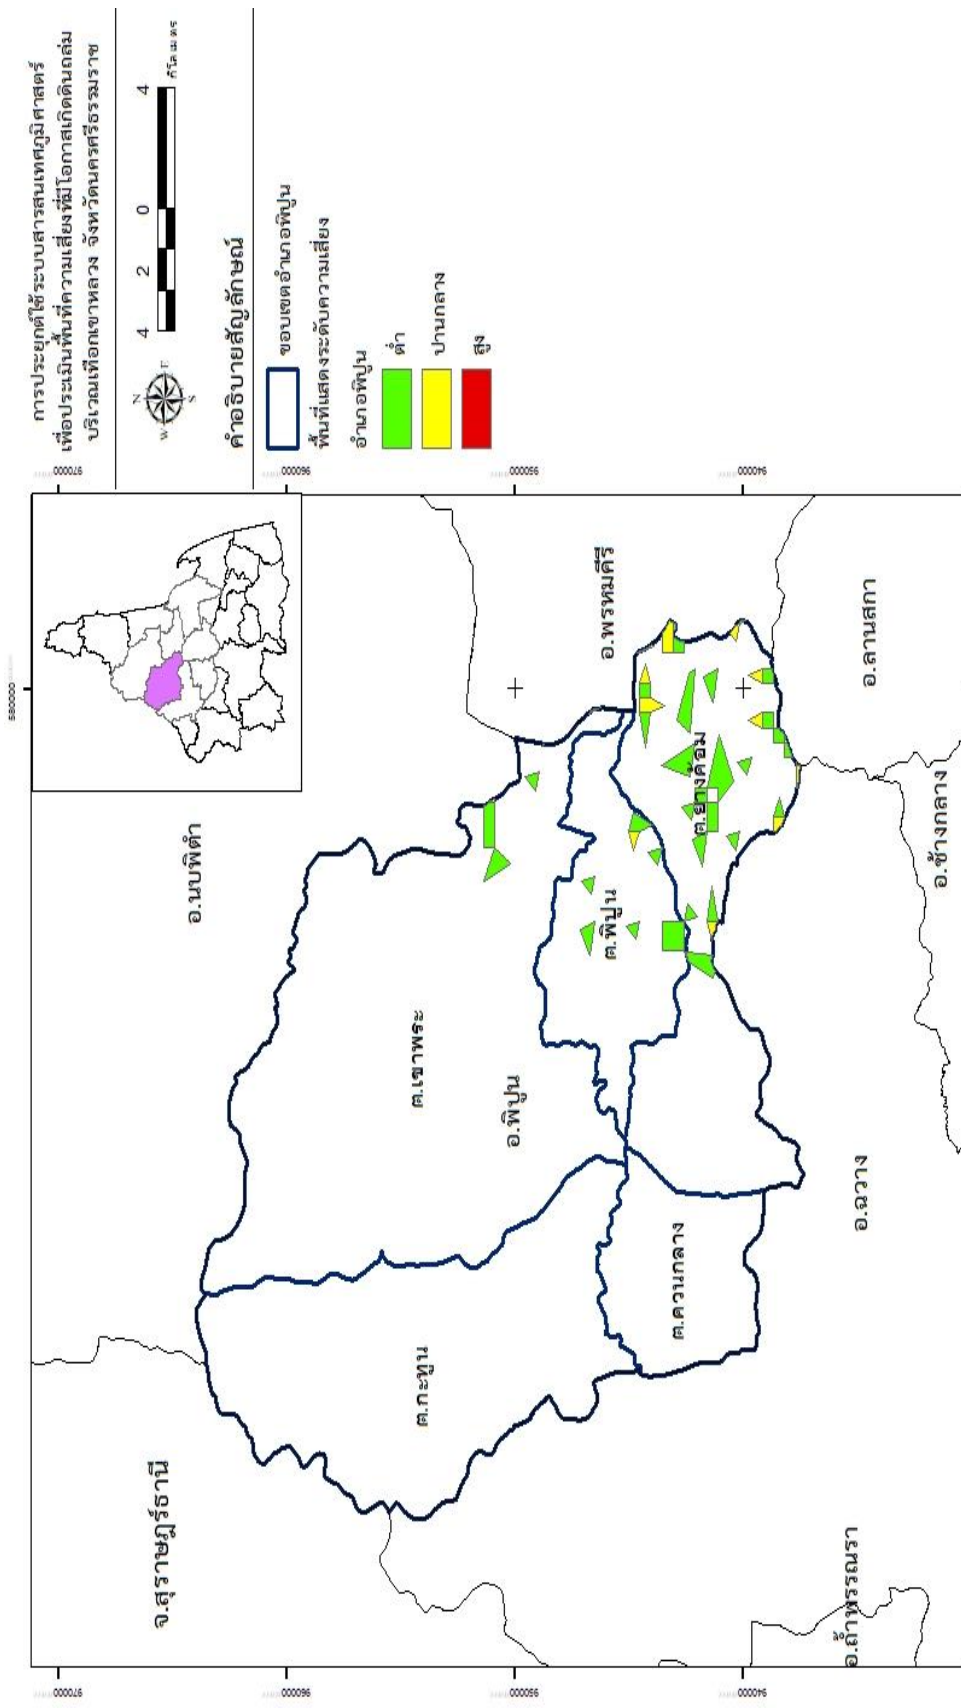 การประยุกต์ใช้ระบบสารสนเทศภูมิศาสตร์
เพื่อประเมินพื้นที่ความเสี่ยงที่มีโอกาสเกิดดินถล่ม
บริเวณเทือกเขาหลวง จังหวัดนครศรีธรรมราช
N
W
E
S
4 2 0 4
กิโลเมตร
คำอธิบายสัญลักษณ์
ขอบเขตอำเภอพิปูน
พื้นที่แสดงระดับความเสี่ยง
อำเภอพิปูน
ต่ำ
ปานกลาง
สูง
580000
970000
960000
950000
940000
970000
960000
950000
940000
จ.สุราษฎร์ธานี
อ.นบพิตำ
ต.กะทูน
ต.เขาพระ
อ.พิปูน
ต.พิปูน
อ.พรหมคีรี
ต.ควนกลาง
ต.ยางค้อม
อ.ถ้ำพรรณรา
อ.ฉวาง
อ.ช้างกลาง
อ.ลานสกา